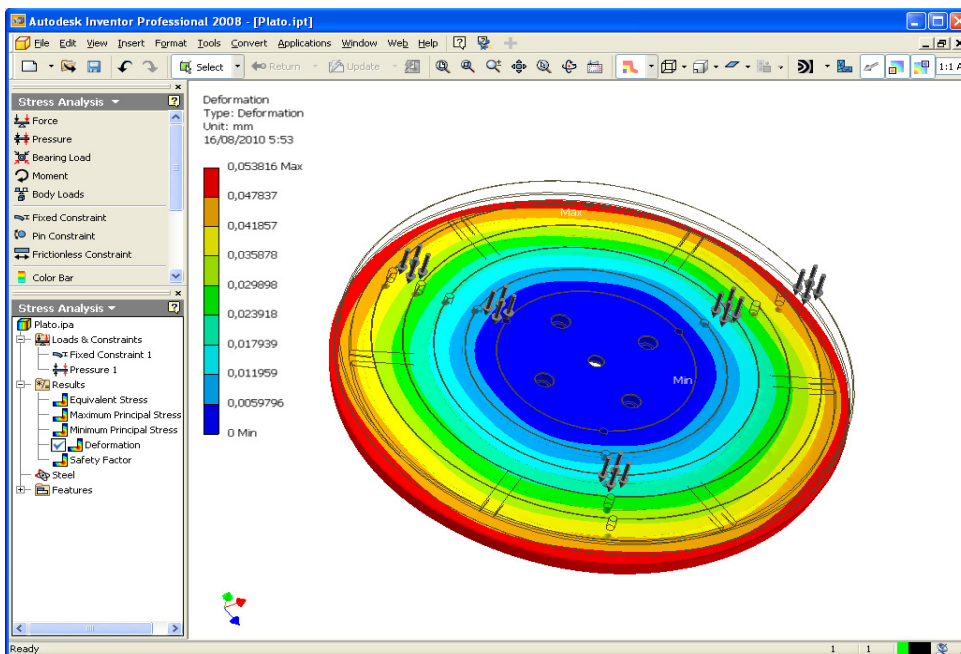 Autodesk Inventor Professional 2008 - [Plato.ipt]
File Edit View Insert Format Tools Convert Applications Window Web Help
Select Return Update 1:1 A
Stress Analysis
Force
Pressure
Bearing Load
Moment
Body Loads
Fixed Constraint
Pin Constraint
Frictionless Constraint
Color Bar
Stress Analysis
Plato.ipa
Loads & Constraints
Fixed Constraint 1
Pressure 1
Results
Equivalent Stress
Maximum Principal Stress
Minimum Principal Stress
Deformation
Safety Factor
Steel
Features
Deformation
Type: Deformation
Unit: mm
16/08/2010 5:53
0,053816 Max
0,047837
0,041857
0,035878
0,029898
0,023918
0,017939
0,011959
0,0059796
0 Min
Max
Min
Ready 1 1